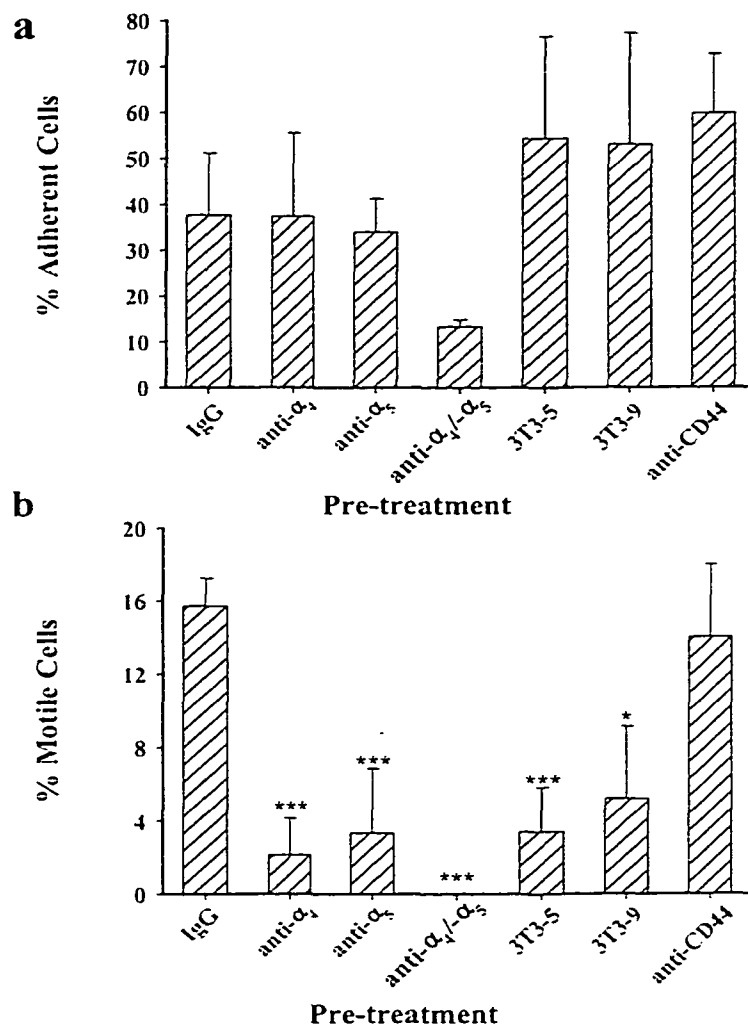 a
% Adherent Cells
80
70
60
50
40
30
20
10
0
IgG
anti-α₄
anti-α₅
anti-α₄/-α₅
3T3-5
3T3-9
anti-CD44
Pre-treatment
b
% Motile Cells
20
16
12
8
4
0
***
***
***
***
*
IgG
anti-α₄
anti-α₅
anti-α₄/-α₅
3T3-5
3T3-9
anti-CD44
Pre-treatment